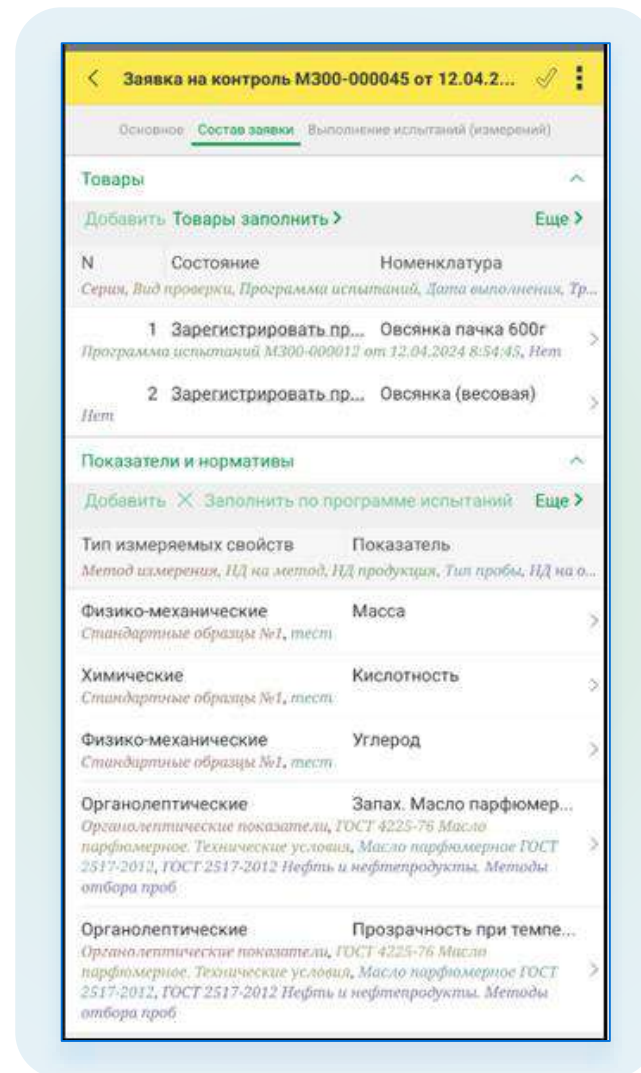 Заявка на контроль М300-000045 от 12.04.2...
Основное Состав заявки Выполнение испытаний (измерений)
Товары
Добавить Товары заполнить > Еще >
N Состояние Номенклатура
Серия, Вид проверки, Программа испытаний, Дата выполнения, Тр...
1 Зарегистрировать пр... Овсянка пачка 600г
Программа испытаний М300-000012 от 12.04.2024 8:54:45, Нет
2 Зарегистрировать пр... Овсянка (весовая)
Нет
Показатели и нормативы
Добавить × Заполнить по программе испытаний Еще >
Тип измеряемых свойств Показатель
Метод измерения, НД на метод, НД продукция, Тип пробы, НД на о...
Физико-механические Масса
Стандартные образцы №1, тест
Химические Кислотность
Стандартные образцы №1, тест
Физико-механические Углерод
Стандартные образцы №1, тест
Органолептические Запах. Масло парфюмер...
Органолептические показатели, ГОСТ 4225-76 Масло
парфюмерное. Технические условия, Масло парфюмерное ГОСТ
2517-2012, ГОСТ 2517-2012 Нефть и нефтепродукты. Методы
отбора проб
Органолептические Прозрачность при темпе...
Органолептические показатели, ГОСТ 4225-76 Масло
парфюмерное. Технические условия, Масло парфюмерное ГОСТ
2517-2012, ГОСТ 2517-2012 Нефть и нефтепродукты. Методы
отбора проб